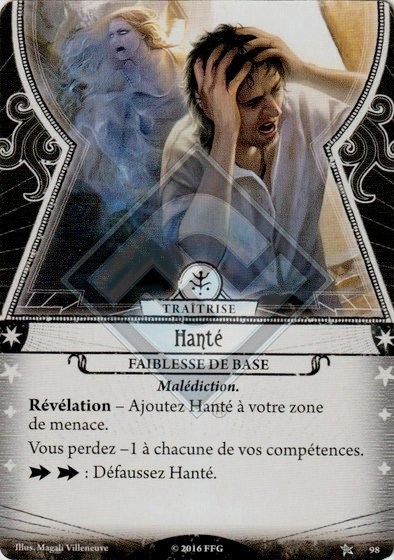 TRAÎTRISE
Hanté
FAIBLESSE DE BASE
Malédiction.
Révélation – Ajoutez Hanté à votre zone
de menace.
Vous perdez –1 à chacune de vos compétences.
: Défaussez Hanté.
Illus. Magali Villeneuve
© 2016 FFG
98